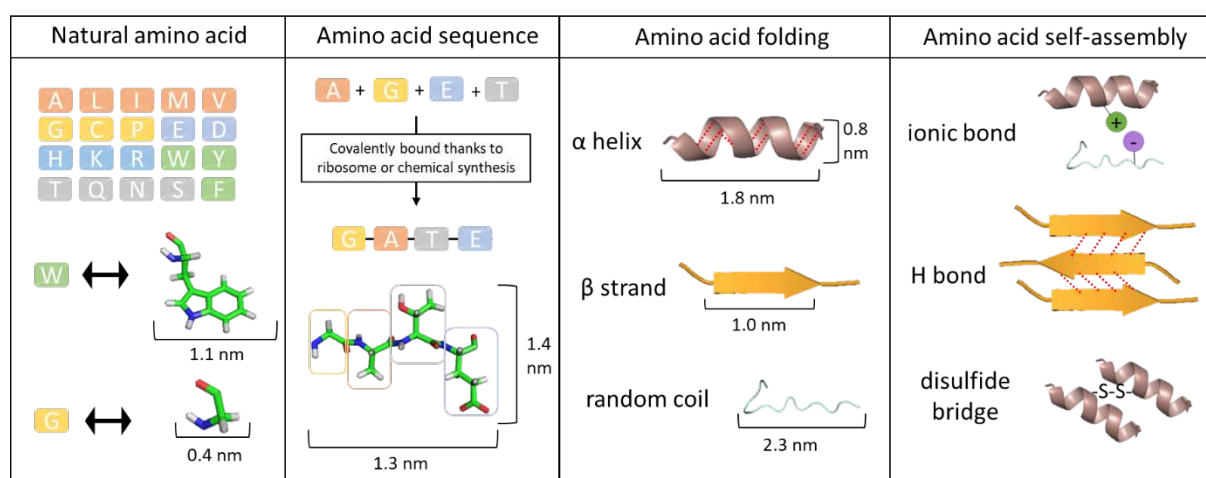 Natural amino acid
A L I M V
G C P E D
H K R W Y
T Q N S F
W
1.1 nm
G
0.4 nm
Amino acid sequence
A + G + E + T
Covalently bound thanks to
ribosome or chemical synthesis
G A T E
1.4
nm
1.3 nm
Amino acid folding
α helix
0.8
nm
1.8 nm
β strand
1.0 nm
random coil
2.3 nm
Amino acid self-assembly
ionic bond
+
-
H bond
disulfide
bridge
-S-S-